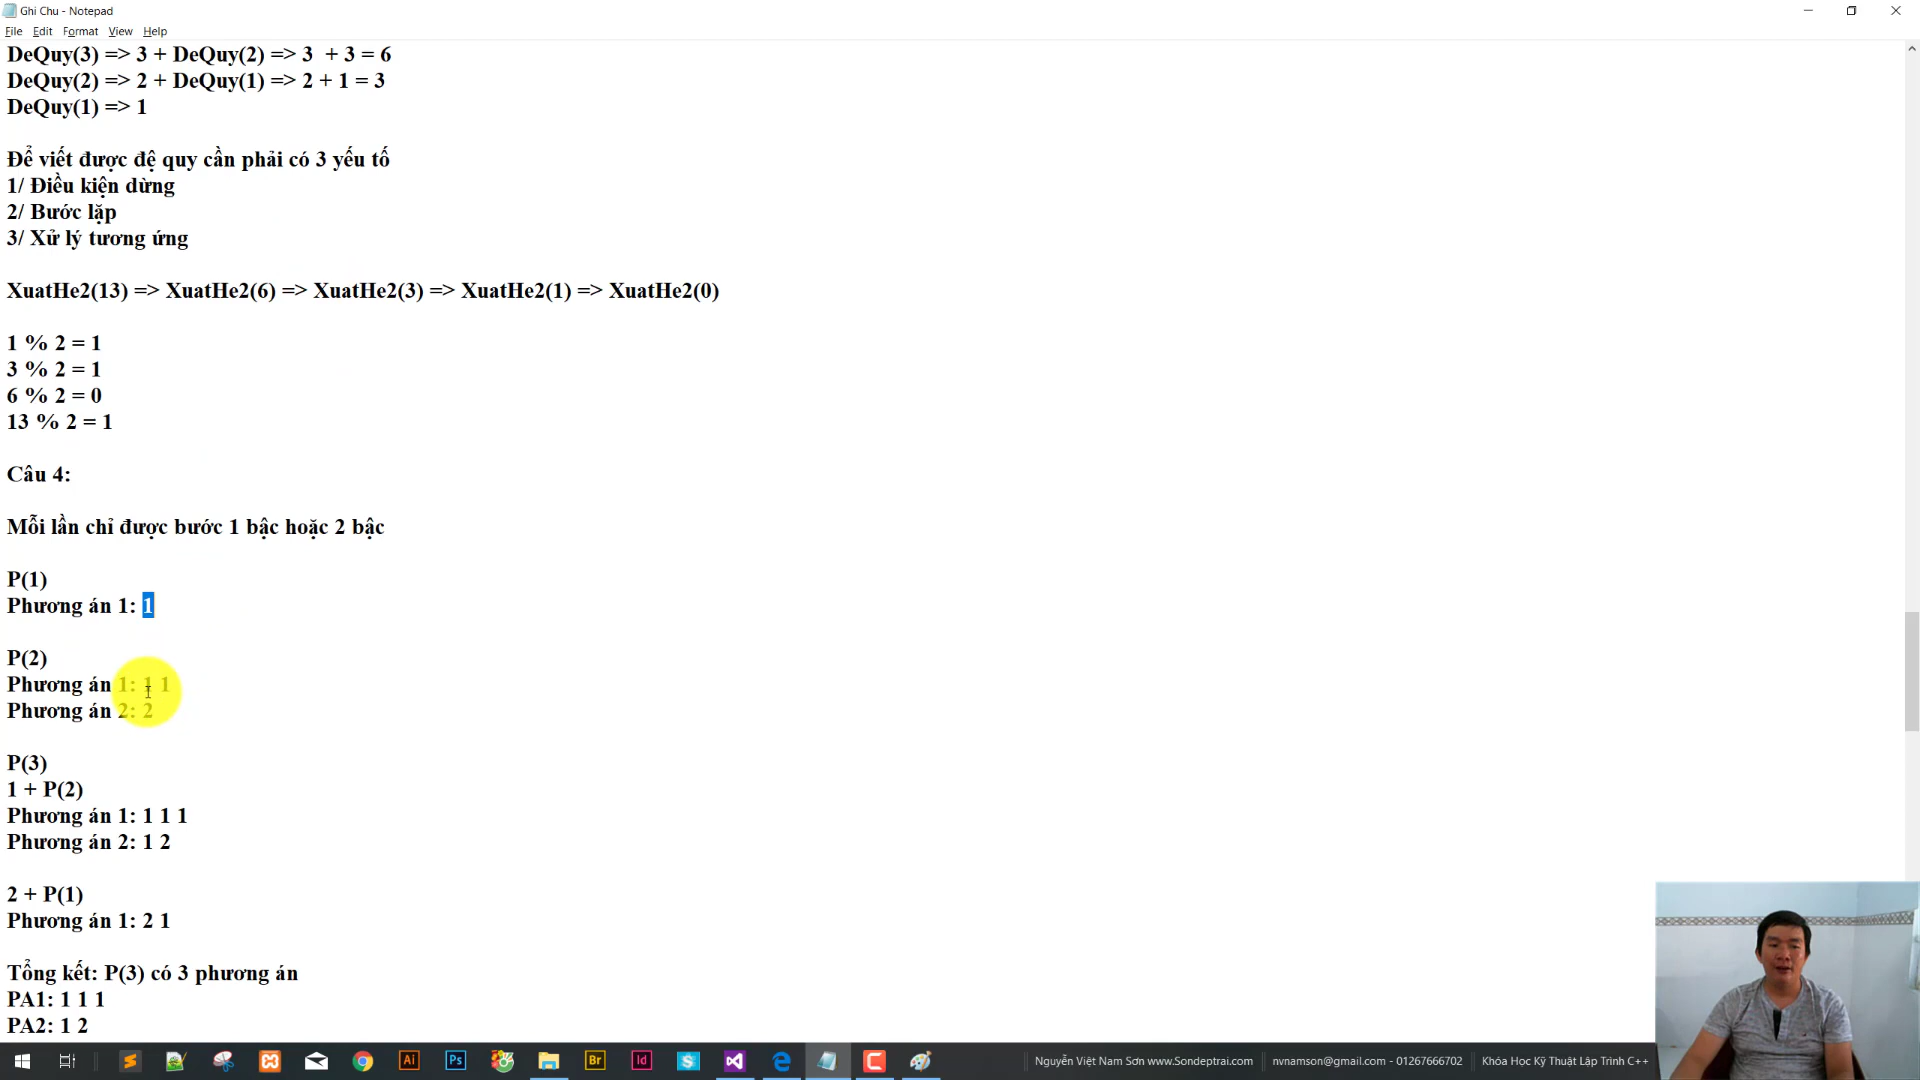 Ghi Chu - Notepad
File Edit Format View Help
DeQuy(3) => 3 + DeQuy(2) => 3  + 3 = 6
DeQuy(2) => 2 + DeQuy(1) => 2 + 1 = 3
DeQuy(1) => 1
Để viết được đệ quy cần phải có 3 yếu tố
1/ Điều kiện dừng
2/ Bước lặp
3/ Xử lý tương ứng
XuatHe2(13) => XuatHe2(6) => XuatHe2(3) => XuatHe2(1) => XuatHe2(0)
1 % 2 = 1
3 % 2 = 1
6 % 2 = 0
13 % 2 = 1
Câu 4:
Mỗi lần chỉ được bước 1 bậc hoặc 2 bậc
P(1)
Phương án 1: 1
P(2)
Phương án 1: 1 1
Phương án 2: 2
P(3)
1 + P(2)
Phương án 1: 1 1 1
Phương án 2: 1 2
2 + P(1)
Phương án 1: 2 1
Tổng kết: P(3) có 3 phương án
PA1: 1 1 1
PA2: 1 2
Ai Ps Br Id S
Nguyễn Việt Nam Sơn www.Sondeptrai.com nvnamson@gmail.com - 01267666702 Khóa Học Kỹ Thuật Lập Trình C++